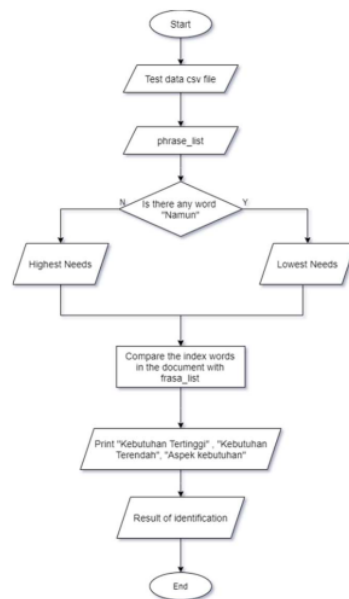 Start
Test data csv file
phrase_list
Is there any word
"Namun"
N
Y
Highest Needs
Lowest Needs
Compare the index words
in the document with
frasa_list
Print "Kebutuhan Tertinggi" , "Kebutuhan
Terendah", "Aspek kebutuhan"
Result of identification
End